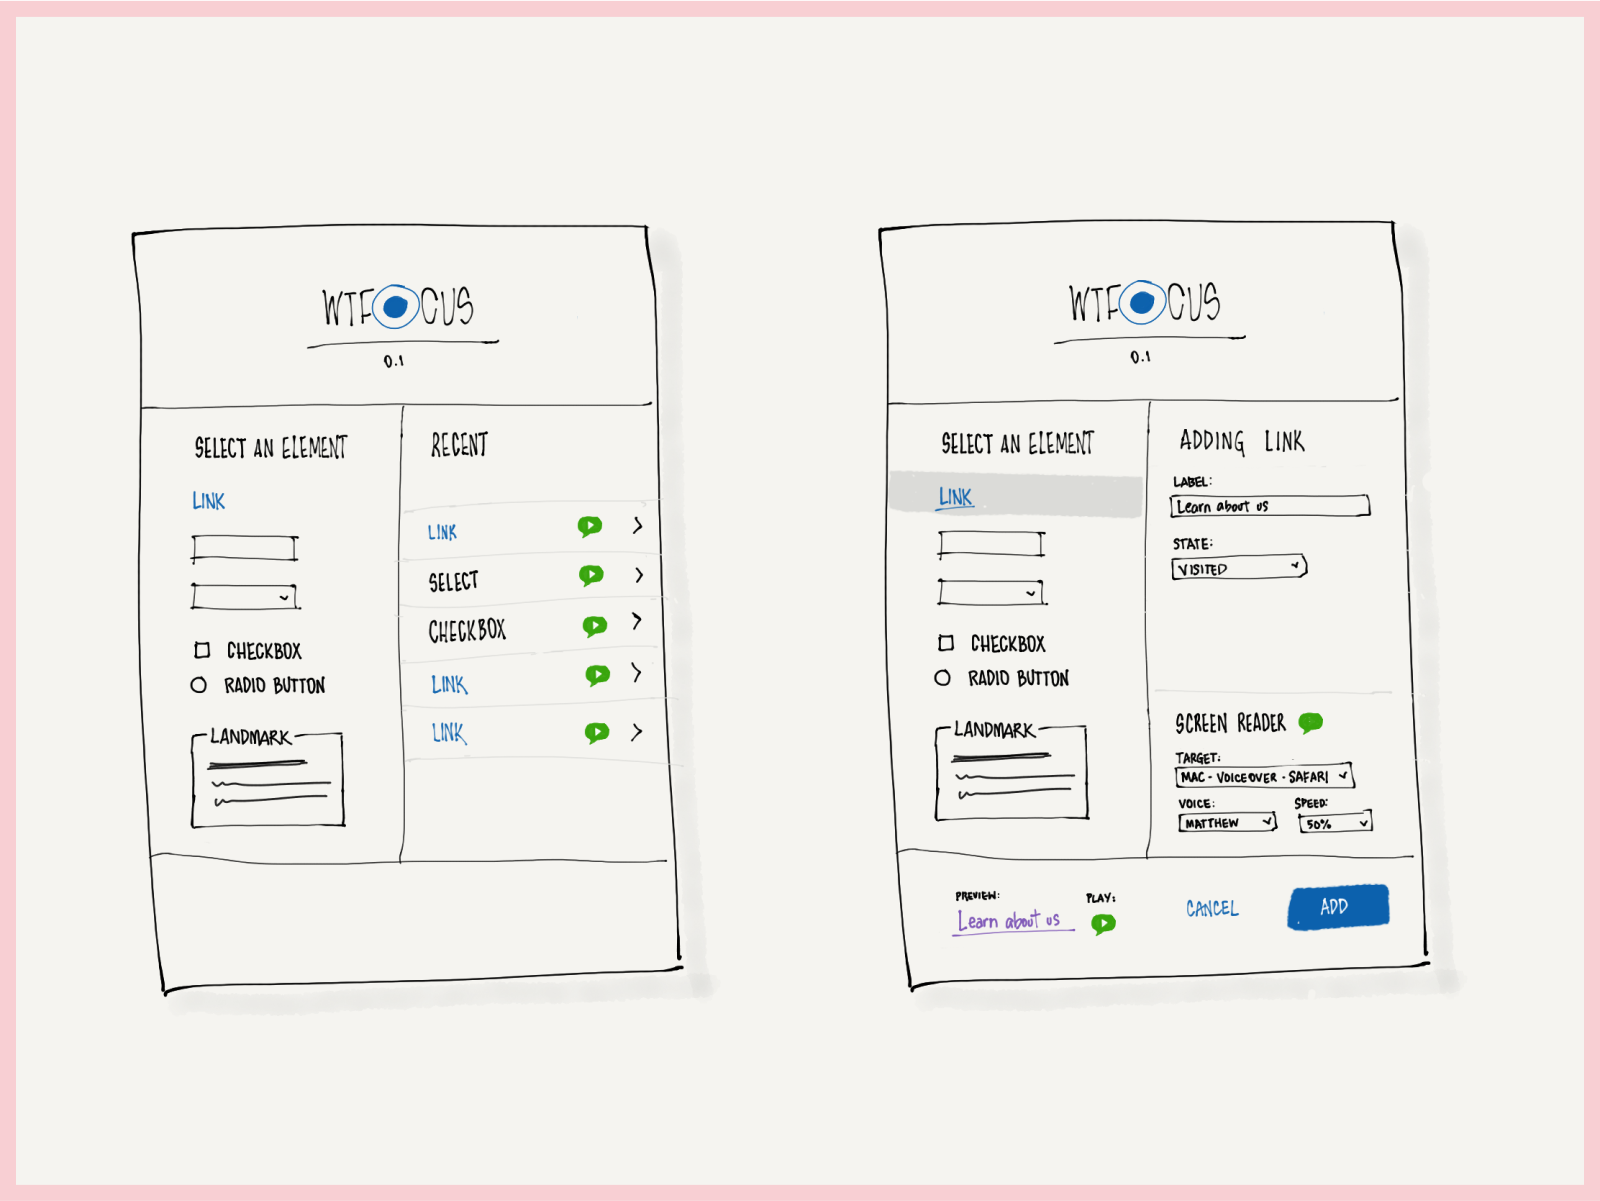 WTFOCUS
0.1
SELECT AN ELEMENT
LINK
CHECKBOX
RADIO BUTTON
LANDMARK
RECENT
LINK
SELECT
CHECKBOX
LINK
LINK
WTFOCUS
0.1
SELECT AN ELEMENT
LINK
CHECKBOX
RADIO BUTTON
LANDMARK
ADDING LINK
LABEL:
Learn about us
STATE:
VISITED
SCREEN READER
TARGET:
MAC - VOICEOVER - SAFARI
VOICE: SPEED:
MATTHEW 50%
PREVIEW: PLAY:
Learn about us
CANCEL ADD